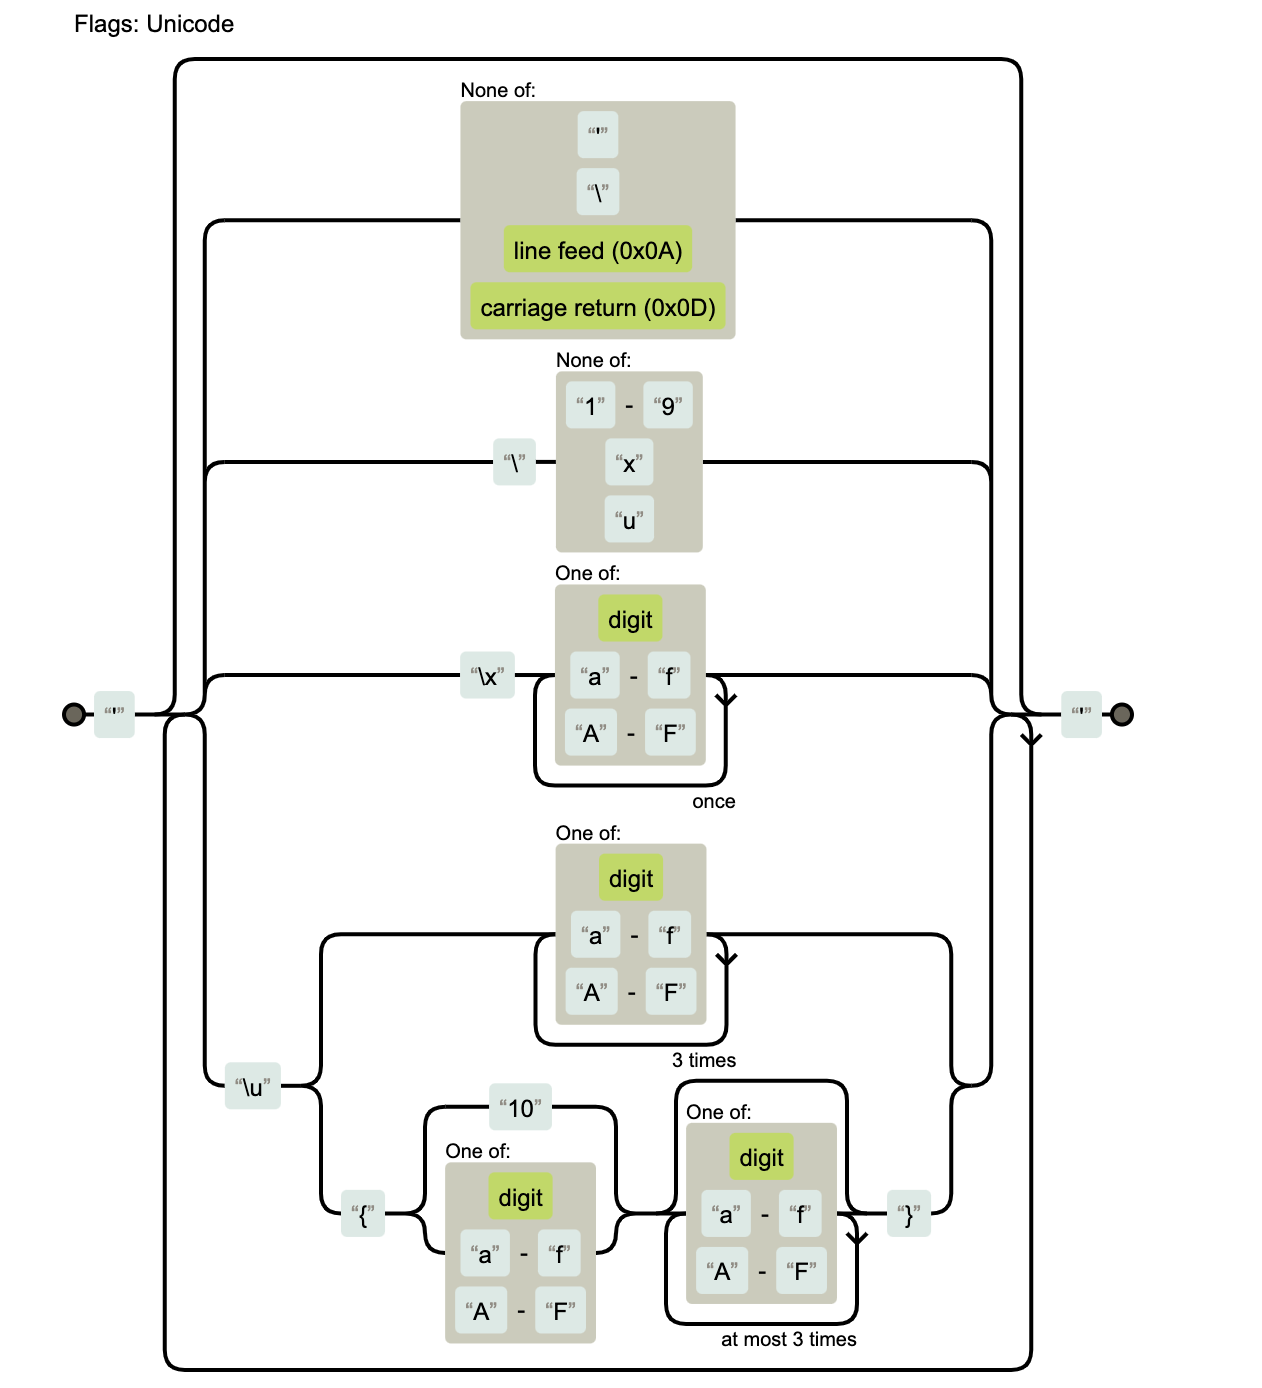 Flags: Unicode
None of:
“'”
“\”
line feed (0x0A)
carriage return (0x0D)
None of:
“1” - “9”
“\”
“x”
“u”
One of:
digit
“\x”
“a” - “f”
“'”
“'”
“A” - “F”
once
One of:
digit
“a” - “f”
“A” - “F”
3 times
“\u”
“10”
One of:
One of:
digit
digit
“{”
“a” - “f”
“}”
“a” - “f”
“A” - “F”
“A” - “F”
at most 3 times